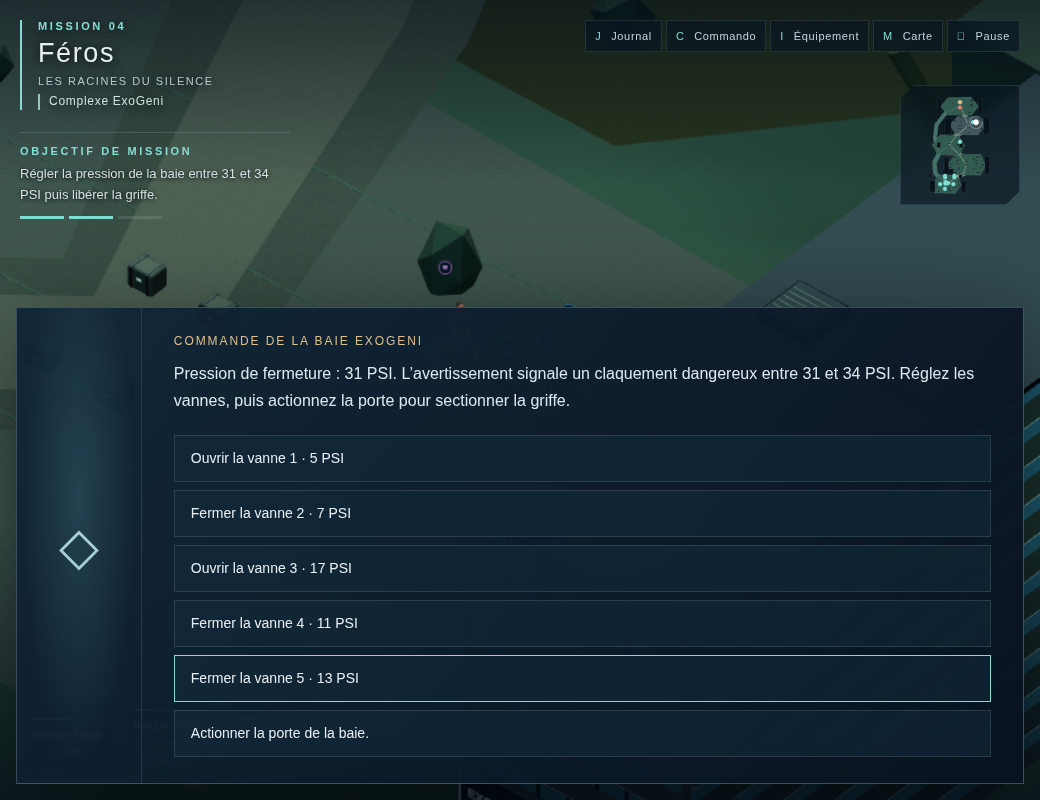 MISSION 04
Féros
LES RACINES DU SILENCE
Complexe ExoGeni
OBJECTIF DE MISSION
Régler la pression de la baie entre 31 et 34
PSI puis libérer la griffe.
J Journal
C Commando
I Équipement
M Carte
Pause
COMMANDE DE LA BAIE EXOGENI
Pression de fermeture : 31 PSI. L’avertissement signale un claquement dangereux entre 31 et 34 PSI. Réglez les
vannes, puis actionnez la porte pour sectionner la griffe.
Ouvrir la vanne 1 · 5 PSI
Fermer la vanne 2 · 7 PSI
Ouvrir la vanne 3 · 17 PSI
Fermer la vanne 4 · 11 PSI
Fermer la vanne 5 · 13 PSI
Actionner la porte de la baie.